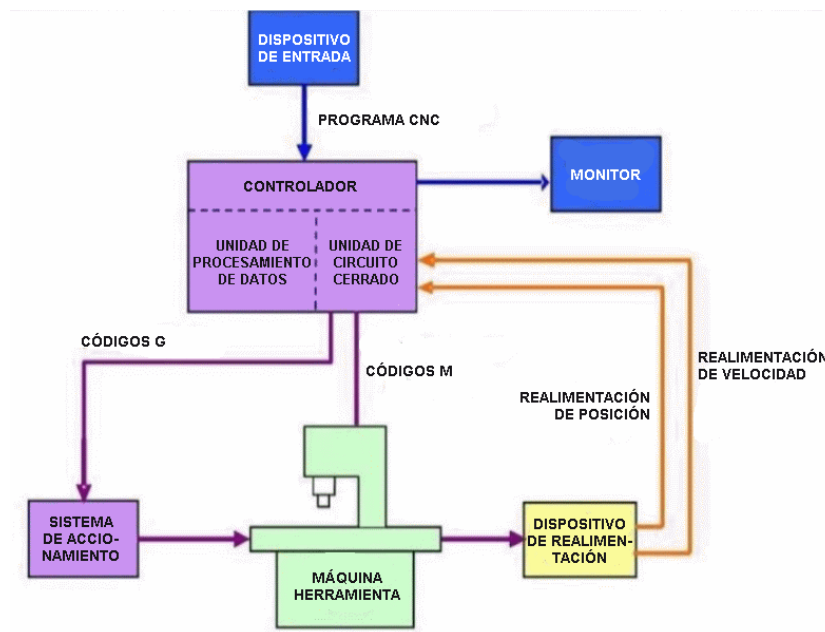 DISPOSITIVO
DE ENTRADA
PROGRAMA CNC
MONITOR
CONTROLADOR
UNIDAD DE
PROCESAMIENTO
DE DATOS
UNIDAD DE
CIRCUITO
CERRADO
CÓDIGOS G
CÓDIGOS M
REALIMENTACIÓN
DE VELOCIDAD
REALIMENTACIÓN
DE POSICIÓN
SISTEMA
DE ACCIO-
NAMIENTO
MÁQUINA
HERRAMIENTA
DISPOSITIVO
DE REALIMEN-
TACIÓN